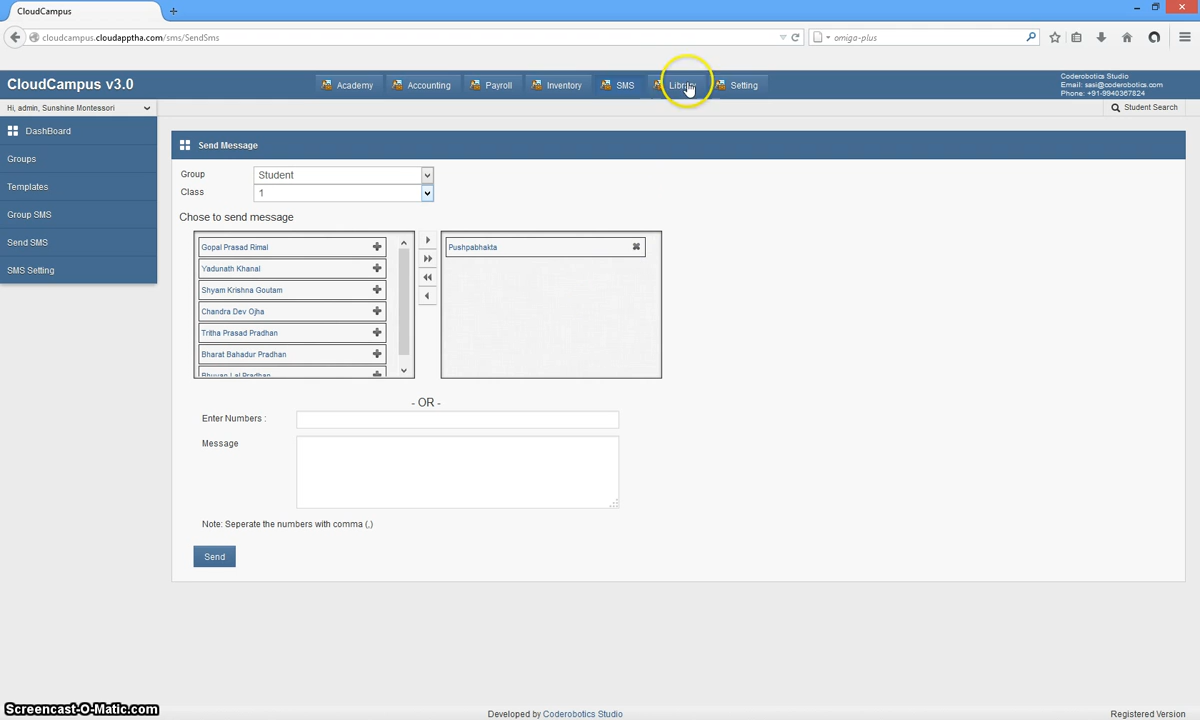 CloudCampus
cloudcampus.cloudapptha.com/sms/SendSms
omiga-plus
CloudCampus v3.0
Academy
Accounting
Payroll
Inventory
SMS
Library
Setting
Coderobotics Studio
Email: sasi@coderobotics.com
Phone: +91-9940367824
Hi, admin, Sunshine Montessori
Student Search
DashBoard
Groups
Templates
Group SMS
Send SMS
SMS Setting
Send Message
Group
Student
Class
1
Chose to send message
Gopal Prasad Rimal
Yadunath Khanal
Shyam Krishna Goutam
Chandra Dev Ojha
Tritha Prasad Pradhan
Bharat Bahadur Pradhan
Bhuvan Lal Pradhan
Pushpabhakta
- OR -
Enter Numbers :
Message
Note: Seperate the numbers with comma (,)
Send
Screencast-O-Matic.com
Developed by Coderobotics Studio
Registered Version